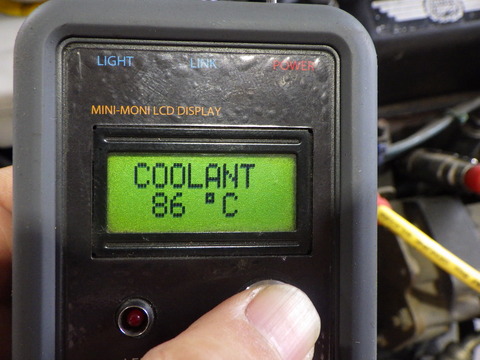 LIGHT LINK POWER
MINI-MONI LCD DISPLAY
COOLANT
86 °C